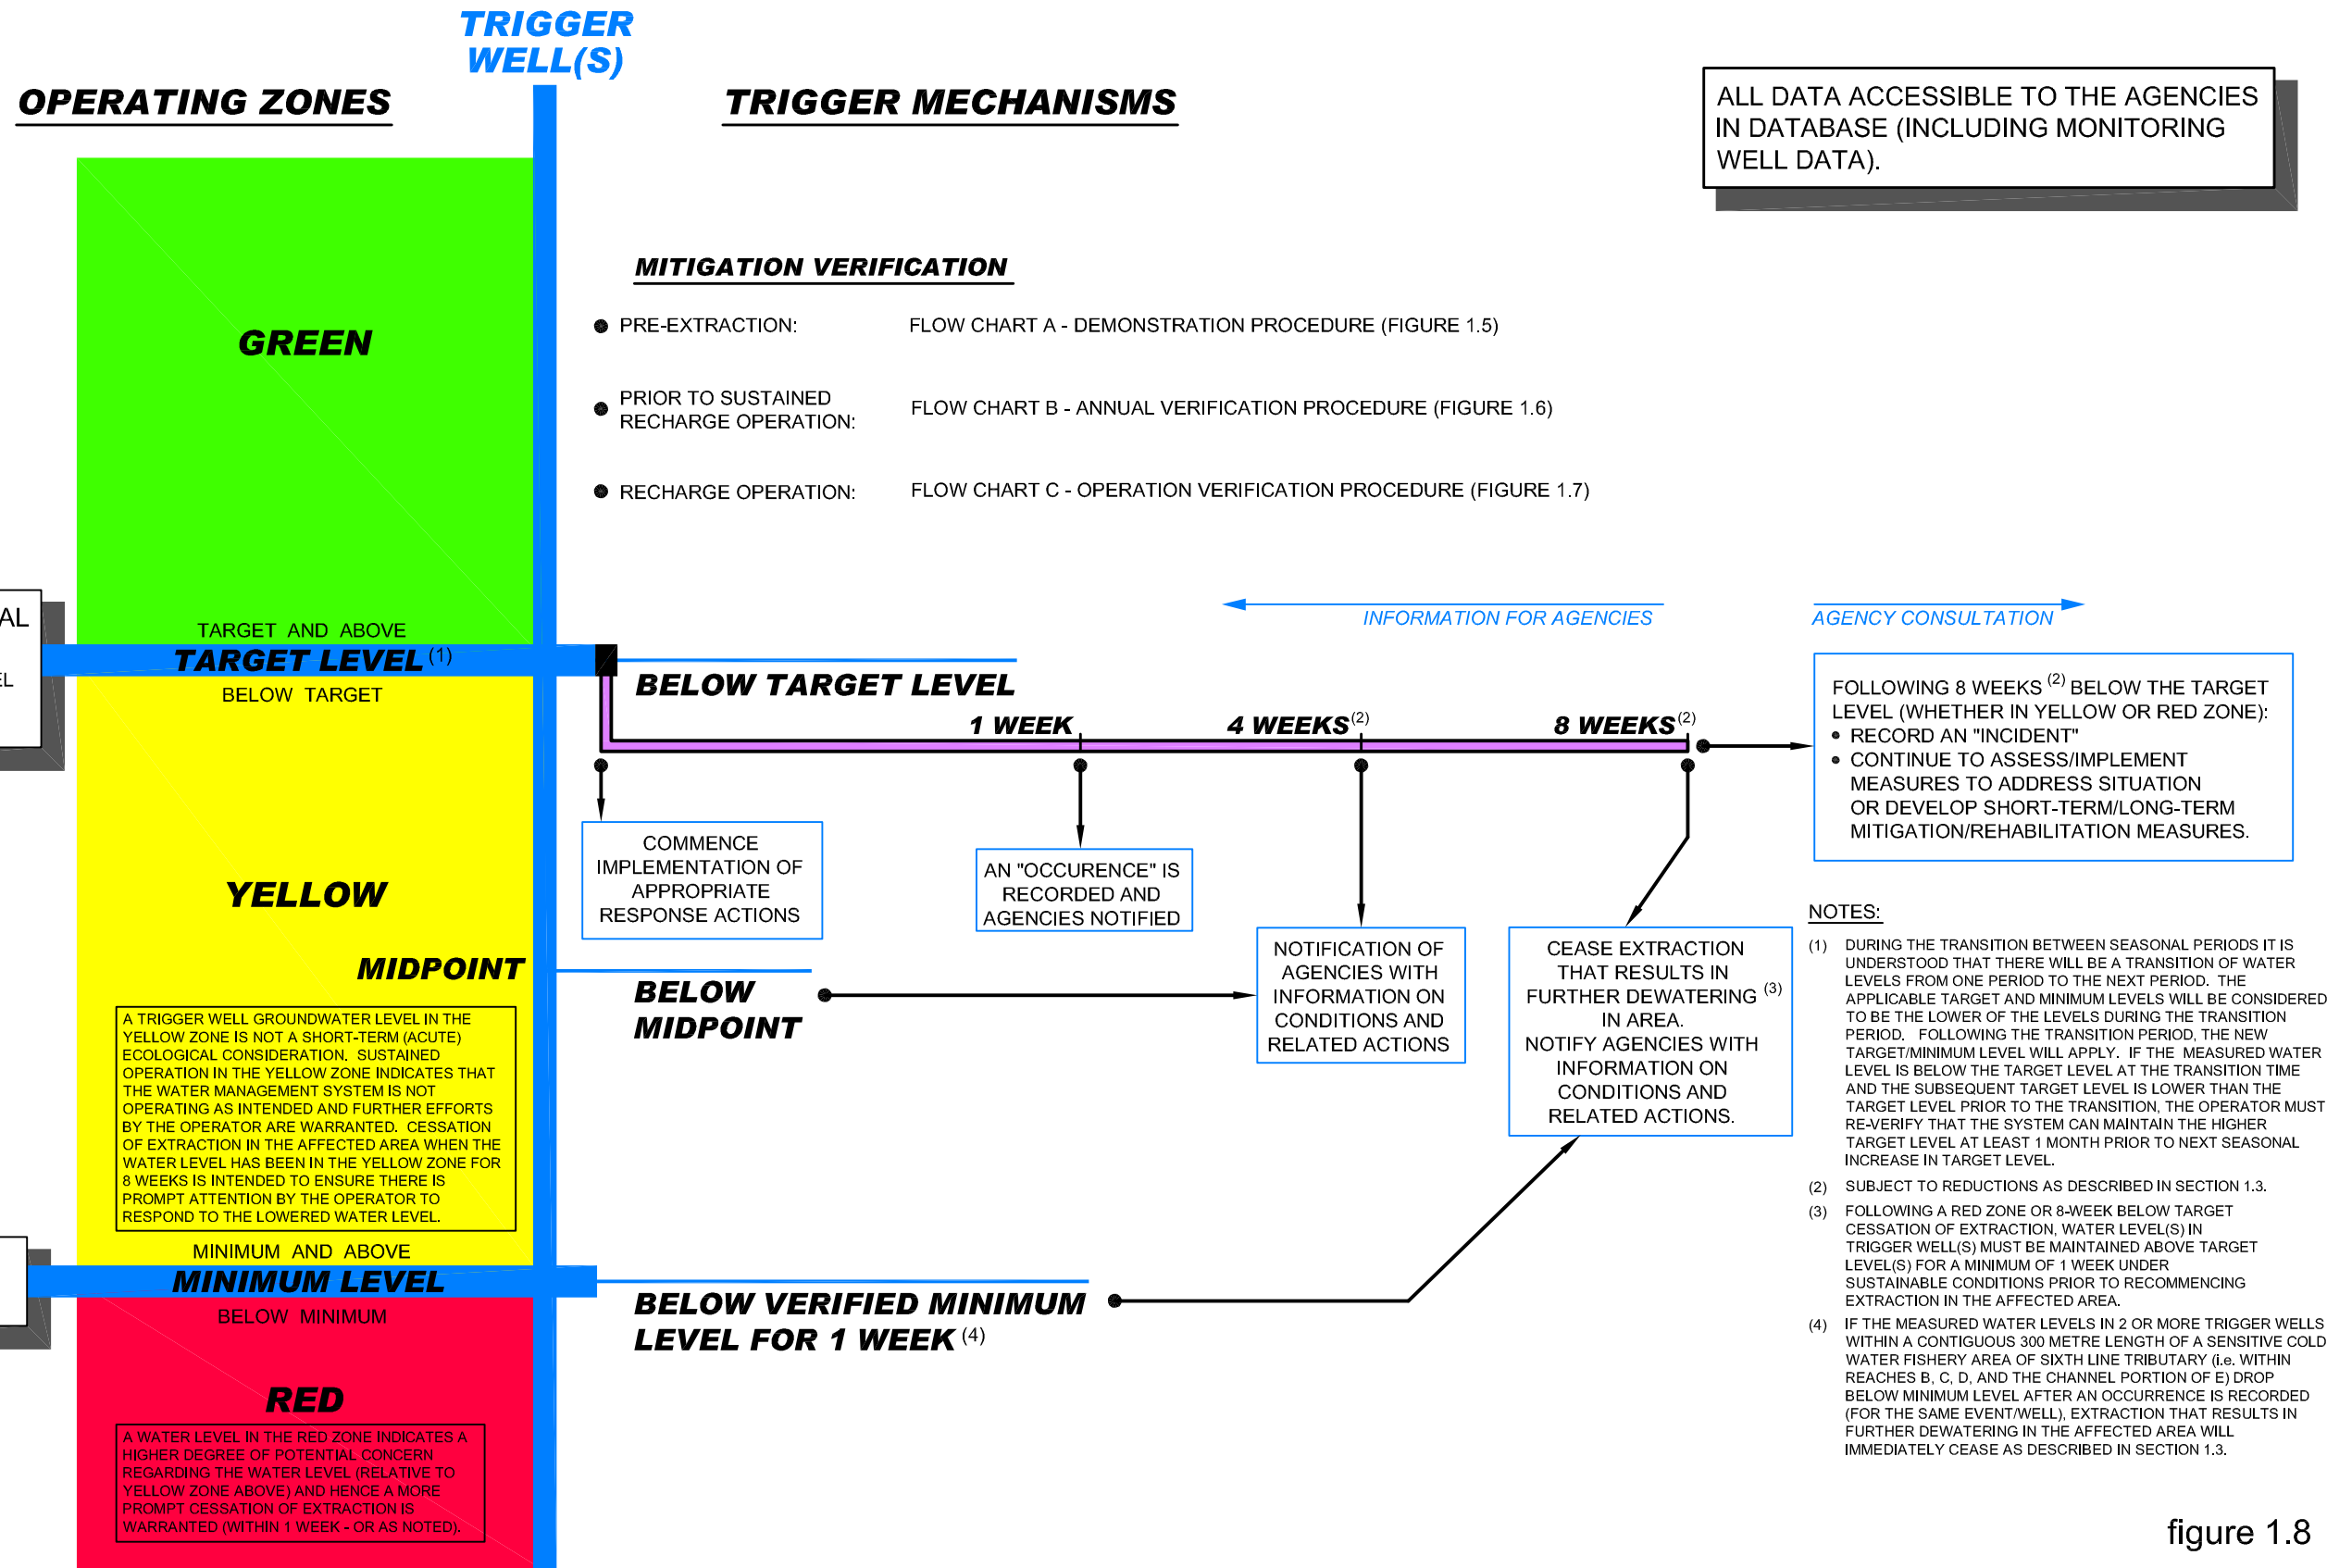 TRIGGER
WELL(S)
OPERATING ZONES
TRIGGER MECHANISMS
ALL DATA ACCESSIBLE TO THE AGENCIES
IN DATABASE (INCLUDING MONITORING
WELL DATA).
MITIGATION VERIFICATION
PRE-EXTRACTION: FLOW CHART A - DEMONSTRATION PROCEDURE (FIGURE 1.5)
PRIOR TO SUSTAINED
RECHARGE OPERATION: FLOW CHART B - ANNUAL VERIFICATION PROCEDURE (FIGURE 1.6)
RECHARGE OPERATION: FLOW CHART C - OPERATION VERIFICATION PROCEDURE (FIGURE 1.7)
GREEN
AL
EL
TARGET AND ABOVE
TARGET LEVEL (1)
BELOW TARGET
YELLOW
MIDPOINT
A TRIGGER WELL GROUNDWATER LEVEL IN THE
YELLOW ZONE IS NOT A SHORT-TERM (ACUTE)
ECOLOGICAL CONSIDERATION. SUSTAINED
OPERATION IN THE YELLOW ZONE INDICATES THAT
THE WATER MANAGEMENT SYSTEM IS NOT
OPERATING AS INTENDED AND FURTHER EFFORTS
BY THE OPERATOR ARE WARRANTED. CESSATION
OF EXTRACTION IN THE AFFECTED AREA WHEN THE
WATER LEVEL HAS BEEN IN THE YELLOW ZONE FOR
8 WEEKS IS INTENDED TO ENSURE THERE IS
PROMPT ATTENTION BY THE OPERATOR TO
RESPOND TO THE LOWERED WATER LEVEL.
MINIMUM AND ABOVE
MINIMUM LEVEL
BELOW MINIMUM
RED
A WATER LEVEL IN THE RED ZONE INDICATES A
HIGHER DEGREE OF POTENTIAL CONCERN
REGARDING THE WATER LEVEL (RELATIVE TO
YELLOW ZONE ABOVE) AND HENCE A MORE
PROMPT CESSATION OF EXTRACTION IS
WARRANTED (WITHIN 1 WEEK - OR AS NOTED).
INFORMATION FOR AGENCIES
AGENCY CONSULTATION
BELOW TARGET LEVEL
1 WEEK
4 WEEKS (2)
8 WEEKS (2)
COMMENCE
IMPLEMENTATION OF
APPROPRIATE
RESPONSE ACTIONS
AN "OCCURENCE" IS
RECORDED AND
AGENCIES NOTIFIED
NOTIFICATION OF
AGENCIES WITH
INFORMATION ON
CONDITIONS AND
RELATED ACTIONS
CEASE EXTRACTION
THAT RESULTS IN
FURTHER DEWATERING (3)
IN AREA.
NOTIFY AGENCIES WITH
INFORMATION ON
CONDITIONS AND
RELATED ACTIONS.
FOLLOWING 8 WEEKS (2) BELOW THE TARGET
LEVEL (WHETHER IN YELLOW OR RED ZONE):
RECORD AN "INCIDENT"
CONTINUE TO ASSESS/IMPLEMENT
MEASURES TO ADDRESS SITUATION
OR DEVELOP SHORT-TERM/LONG-TERM
MITIGATION/REHABILITATION MEASURES.
BELOW
MIDPOINT
BELOW VERIFIED MINIMUM
LEVEL FOR 1 WEEK (4)
NOTES:
(1) DURING THE TRANSITION BETWEEN SEASONAL PERIODS IT IS
UNDERSTOOD THAT THERE WILL BE A TRANSITION OF WATER
LEVELS FROM ONE PERIOD TO THE NEXT PERIOD. THE
APPLICABLE TARGET AND MINIMUM LEVELS WILL BE CONSIDERED
TO BE THE LOWER OF THE LEVELS DURING THE TRANSITION
PERIOD. FOLLOWING THE TRANSITION PERIOD, THE NEW
TARGET/MINIMUM LEVEL WILL APPLY. IF THE MEASURED WATER
LEVEL IS BELOW THE TARGET LEVEL AT THE TRANSITION TIME
AND THE SUBSEQUENT TARGET LEVEL IS LOWER THAN THE
TARGET LEVEL PRIOR TO THE TRANSITION, THE OPERATOR MUST
RE-VERIFY THAT THE SYSTEM CAN MAINTAIN THE HIGHER
TARGET LEVEL AT LEAST 1 MONTH PRIOR TO NEXT SEASONAL
INCREASE IN TARGET LEVEL.
(2) SUBJECT TO REDUCTIONS AS DESCRIBED IN SECTION 1.3.
(3) FOLLOWING A RED ZONE OR 8-WEEK BELOW TARGET
CESSATION OF EXTRACTION, WATER LEVEL(S) IN
TRIGGER WELL(S) MUST BE MAINTAINED ABOVE TARGET
LEVEL(S) FOR A MINIMUM OF 1 WEEK UNDER
SUSTAINABLE CONDITIONS PRIOR TO RECOMMENCING
EXTRACTION IN THE AFFECTED AREA.
(4) IF THE MEASURED WATER LEVELS IN 2 OR MORE TRIGGER WELLS
WITHIN A CONTIGUOUS 300 METRE LENGTH OF A SENSITIVE COLD
WATER FISHERY AREA OF SIXTH LINE TRIBUTARY (i.e. WITHIN
REACHES B, C, D, AND THE CHANNEL PORTION OF E) DROP
BELOW MINIMUM LEVEL AFTER AN OCCURRENCE IS RECORDED
(FOR THE SAME EVENT/WELL), EXTRACTION THAT RESULTS IN
FURTHER DEWATERING IN THE AFFECTED AREA WILL
IMMEDIATELY CEASE AS DESCRIBED IN SECTION 1.3.
figure 1.8